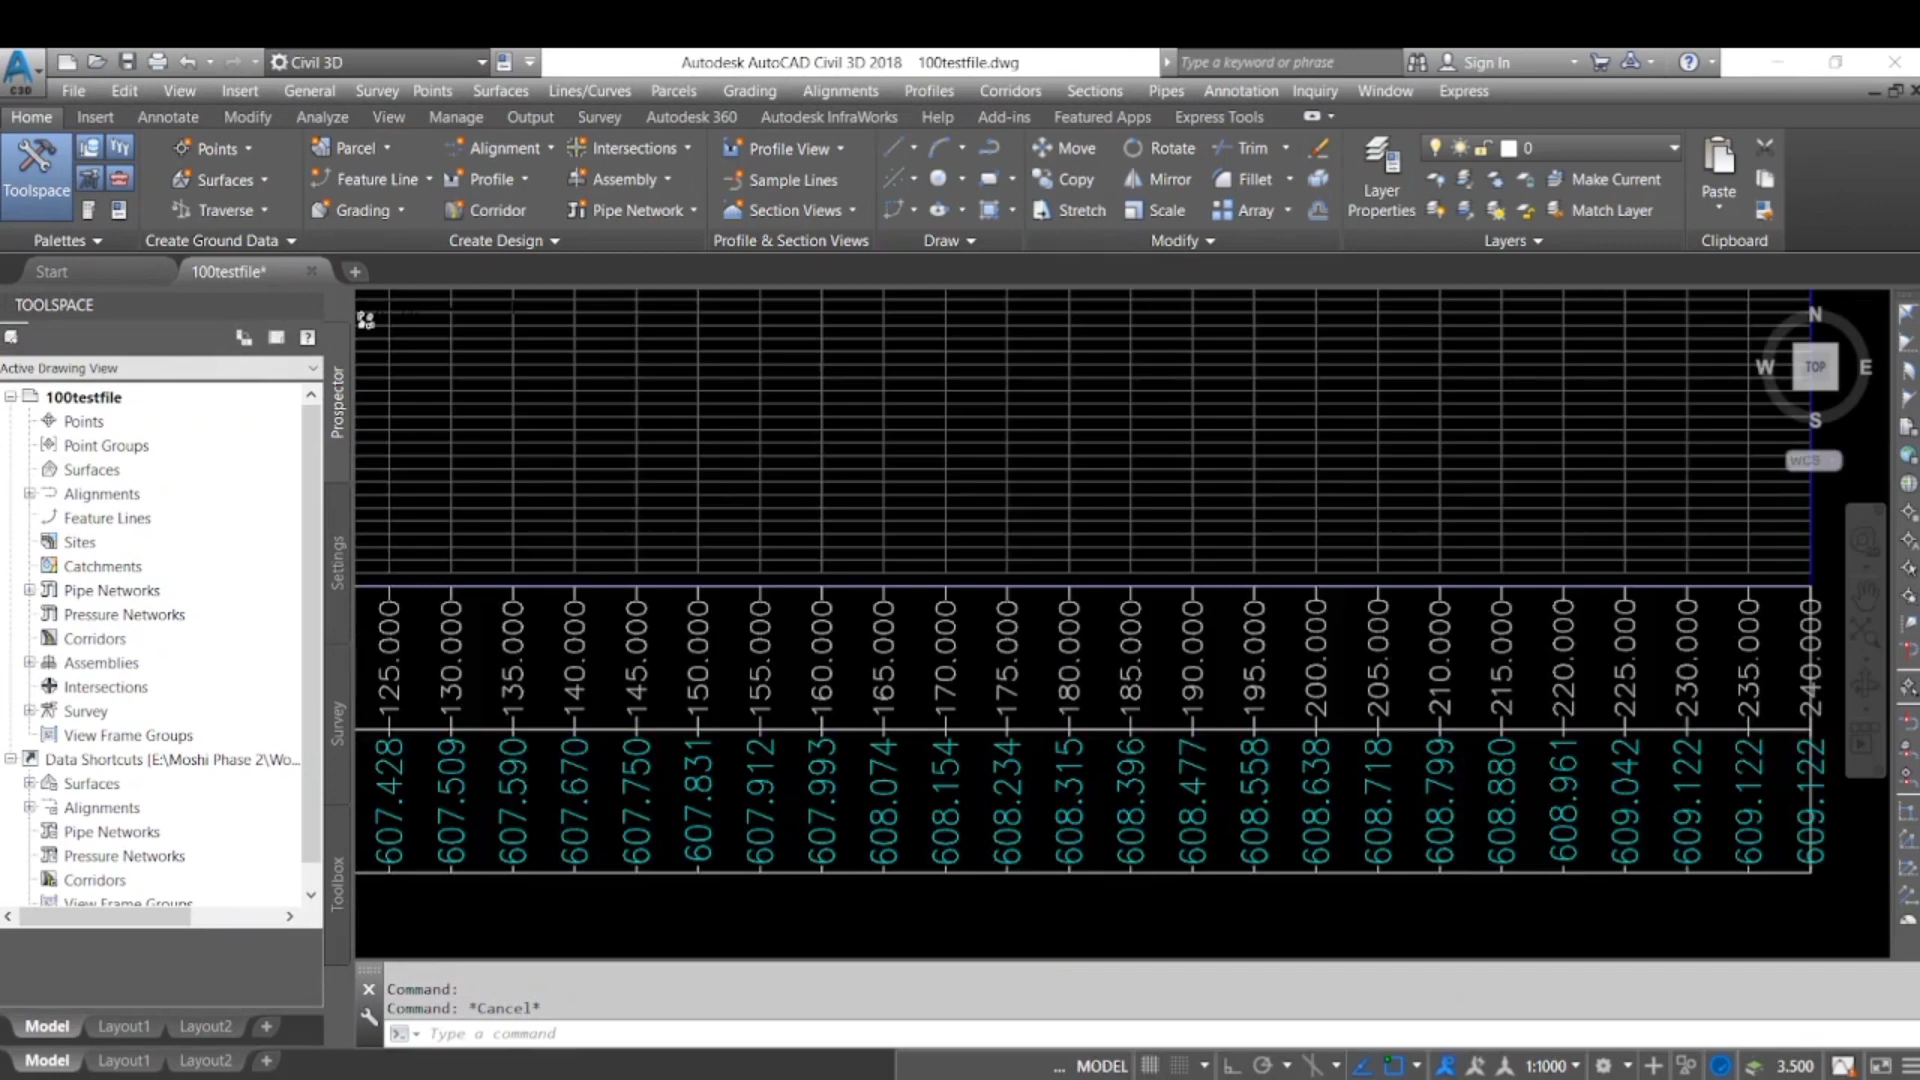 C3D
Civil 3D
Autodesk AutoCAD Civil 3D 2018 100testfile.dwg
Type a keyword or phrase
Sign In
File Edit View Insert General Survey Points Surfaces Lines/Curves Parcels Grading Alignments Profiles Corridors Sections Pipes Annotation Inquiry Window Express
Home Insert Annotate Modify Analyze View Manage Output Survey Autodesk 360 Autodesk InfraWorks Help Add-ins Featured Apps Express Tools
Points Parcel Alignment Intersections Profile View Move Rotate Trim 0
Toolspace Surfaces Feature Line Profile Assembly Sample Lines Copy Mirror Fillet Layer Properties Make Current Paste
Traverse Grading Corridor Pipe Network Section Views Stretch Scale Array Match Layer
Palettes Create Ground Data Create Design Profile & Section Views Draw Modify Layers Clipboard
Start 100testfile*
TOOLSPACE
Active Drawing View
100testfile
Points
Point Groups
Surfaces
Alignments
Feature Lines
Sites
Catchments
Pipe Networks
Pressure Networks
Corridors
Assemblies
Intersections
Survey
View Frame Groups
Data Shortcuts [E:\Moshi Phase 2\Wo...
Surfaces
Alignments
Pipe Networks
Pressure Networks
Corridors
View Frame Groups
Prospector
Settings
Survey
Toolbox
N
W TOP E
S
WCS
125.000 130.000 135.000 140.000 145.000 150.000 155.000 160.000 165.000 170.000 175.000 180.000 185.000 190.000 195.000 200.000 205.000 210.000 215.000 220.000 225.000 230.000 235.000 240.000
607.428 607.509 607.590 607.670 607.750 607.831 607.912 607.993 608.074 608.154 608.234 608.315 608.396 608.477 608.558 608.638 608.718 608.799 608.880 608.961 609.042 609.122 609.122 609.122
Command:
Command: *Cancel*
Type a command
Model Layout1 Layout2 +
Model Layout1 Layout2 +
... MODEL 1:1000 3.500